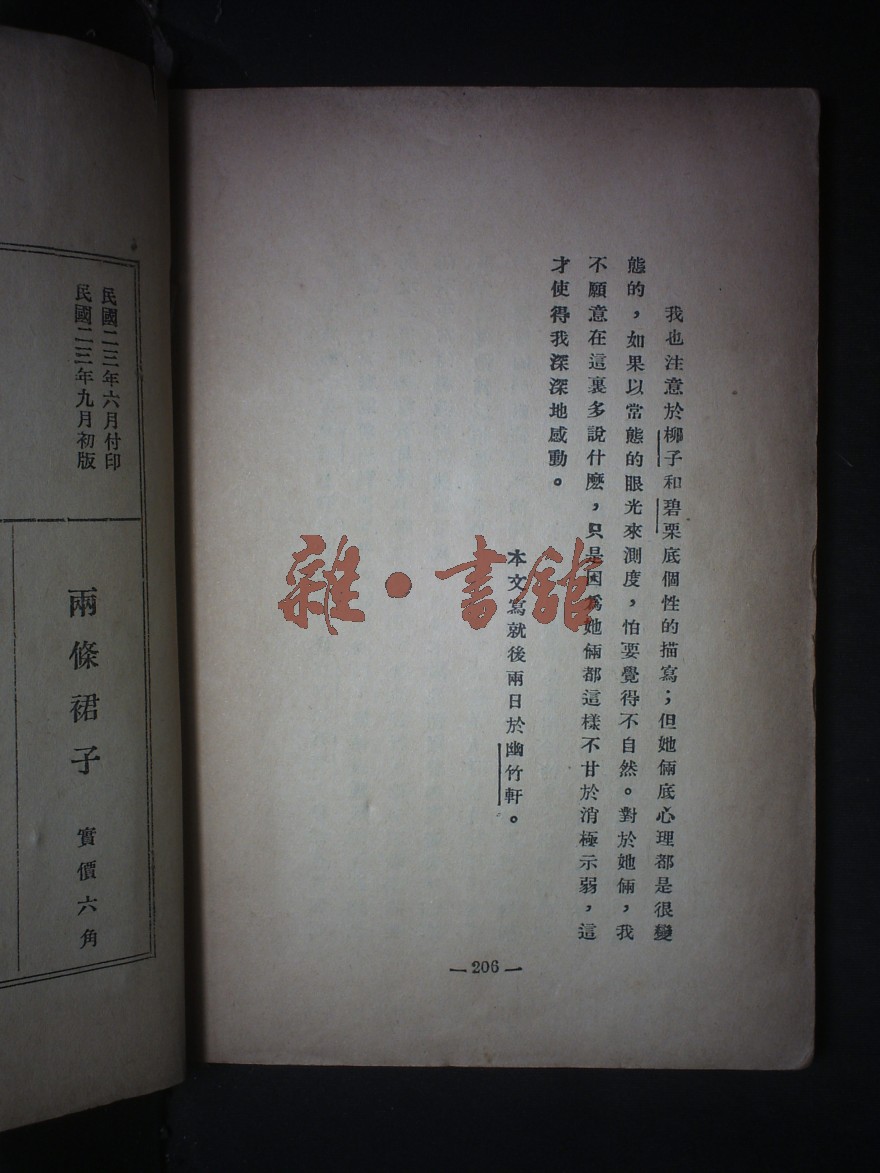 我也注意於柳子和碧栗底個性的描寫；但她倆底心理都是很變
態的，如果以常態的眼光來測度，怕要覺得不自然。對於她倆，我
不願意在這裏多說什麽，只是因爲她倆都這樣不甘於消極示弱，這
才使得我深深地感動。
本文寫就後兩日於幽竹軒。
— 206 —
民國二三年六月付印
民國二三年九月初版
兩條裙子
實價六角
雜·書館